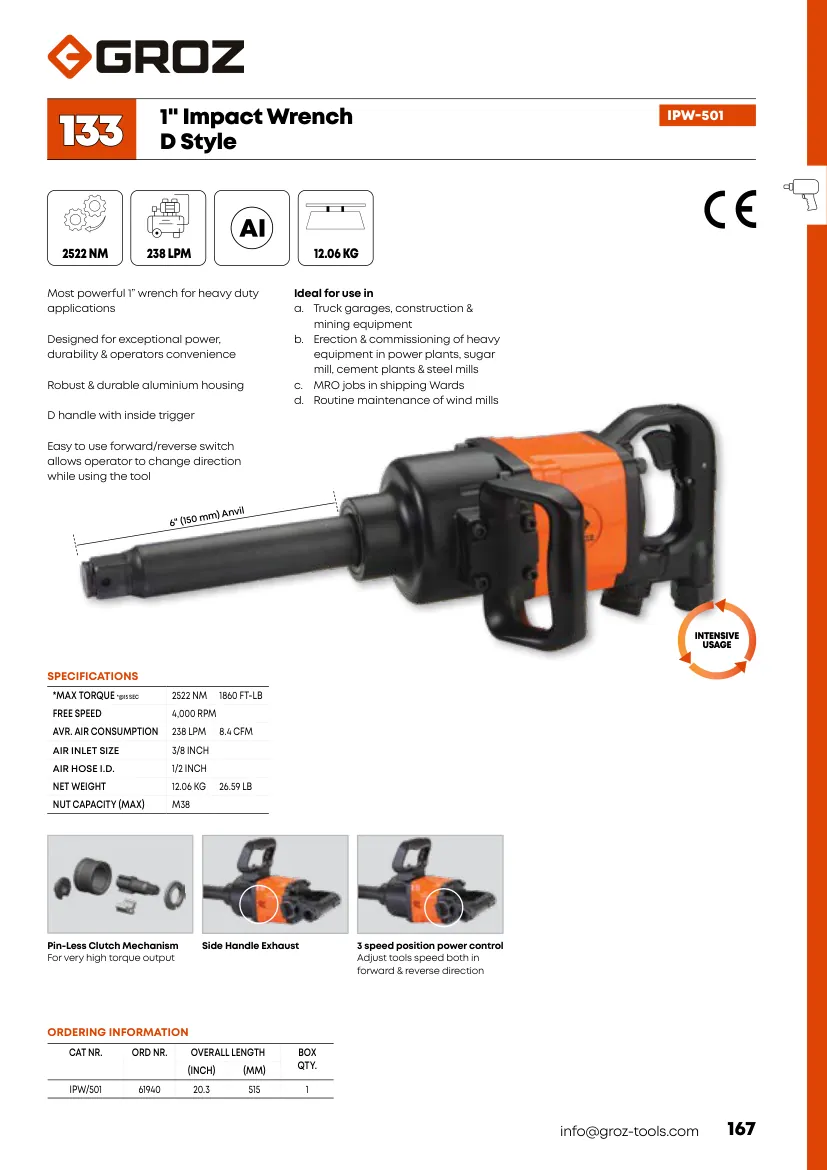 GROZ
133
1" Impact Wrench
D Style
IPW-501
2522 NM
238 LPM
AI
12.06 KG
CE
Most powerful 1” wrench for heavy duty
applications
Designed for exceptional power,
durability & operators convenience
Robust & durable aluminium housing
D handle with inside trigger
Easy to use forward/reverse switch
allows operator to change direction
while using the tool
Ideal for use in
a. Truck garages, construction &
mining equipment
b. Erection & commissioning of heavy
equipment in power plants, sugar
mill, cement plants & steel mills
c. MRO jobs in shipping Wards
d. Routine maintenance of wind mills
6" (150 mm) Anvil
INTENSIVE
USAGE
SPECIFICATIONS
*MAX TORQUE *@15 SEC 2522 NM 1860 FT-LB
FREE SPEED 4,000 RPM
AVR. AIR CONSUMPTION 238 LPM 8.4 CFM
AIR INLET SIZE 3/8 INCH
AIR HOSE I.D. 1/2 INCH
NET WEIGHT 12.06 KG 26.59 LB
NUT CAPACITY (MAX) M38
Pin-Less Clutch Mechanism
For very high torque output
Side Handle Exhaust
3 speed position power control
Adjust tools speed both in
forward & reverse direction
ORDERING INFORMATION
CAT NR. ORD NR. OVERALL LENGTH BOX
QTY.
(INCH) (MM)
IPW/501 61940 20.3 515 1
info@groz-tools.com 167